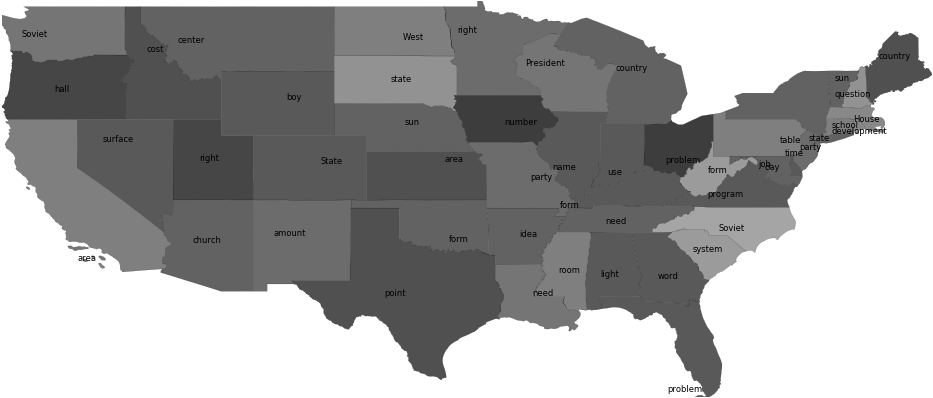 Soviet
West
right
cost
center
President
country
country
hall
boy
state
sun
question
surface
sun
number
House
school
development
right
State
area
name
use
problem
table
state
party
time
job
day
form
party
form
program
church
amount
form
idea
need
Soviet
system
area
point
room
light
word
need
problem